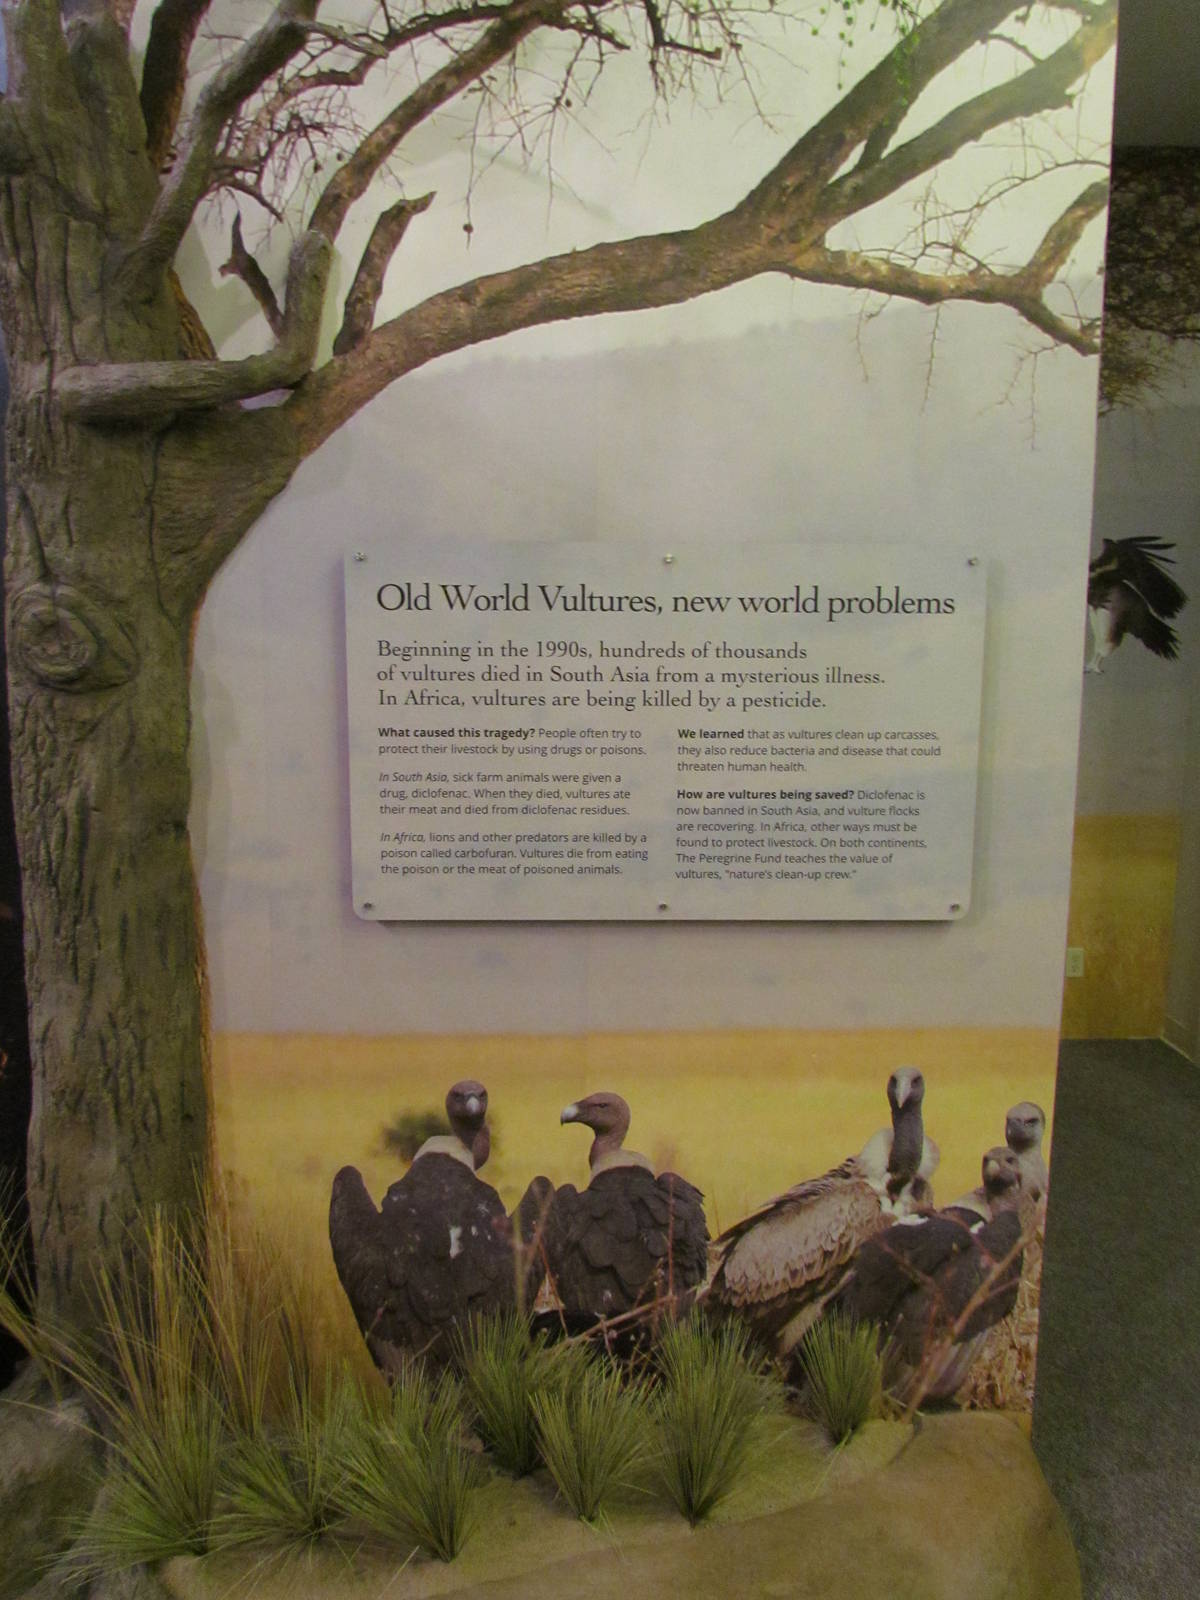 Old World Vultures, new world problems
Beginning in the 1990s, hundreds of thousands
of vultures died in South Asia from a mysterious illness.
In Africa, vultures are being killed by a pesticide.
What caused this tragedy? People often try to
protect their livestock by using drugs or poisons.
In South Asia, sick farm animals were given a
drug, diclofenac. When they died, vultures ate
their meat and died from diclofenac residues.
In Africa, lions and other predators are killed by a
poison called carbofuran. Vultures die from eating
the poison or the meat of poisoned animals.
We learned that as vultures clean up carcasses,
they also reduce bacteria and disease that could
threaten human health.
How are vultures being saved? Diclofenac is
now banned in South Asia, and vulture flocks
are recovering. In Africa, other ways must be
found to protect livestock. On both continents,
The Peregrine Fund teaches the value of
vultures, "nature's clean-up crew."